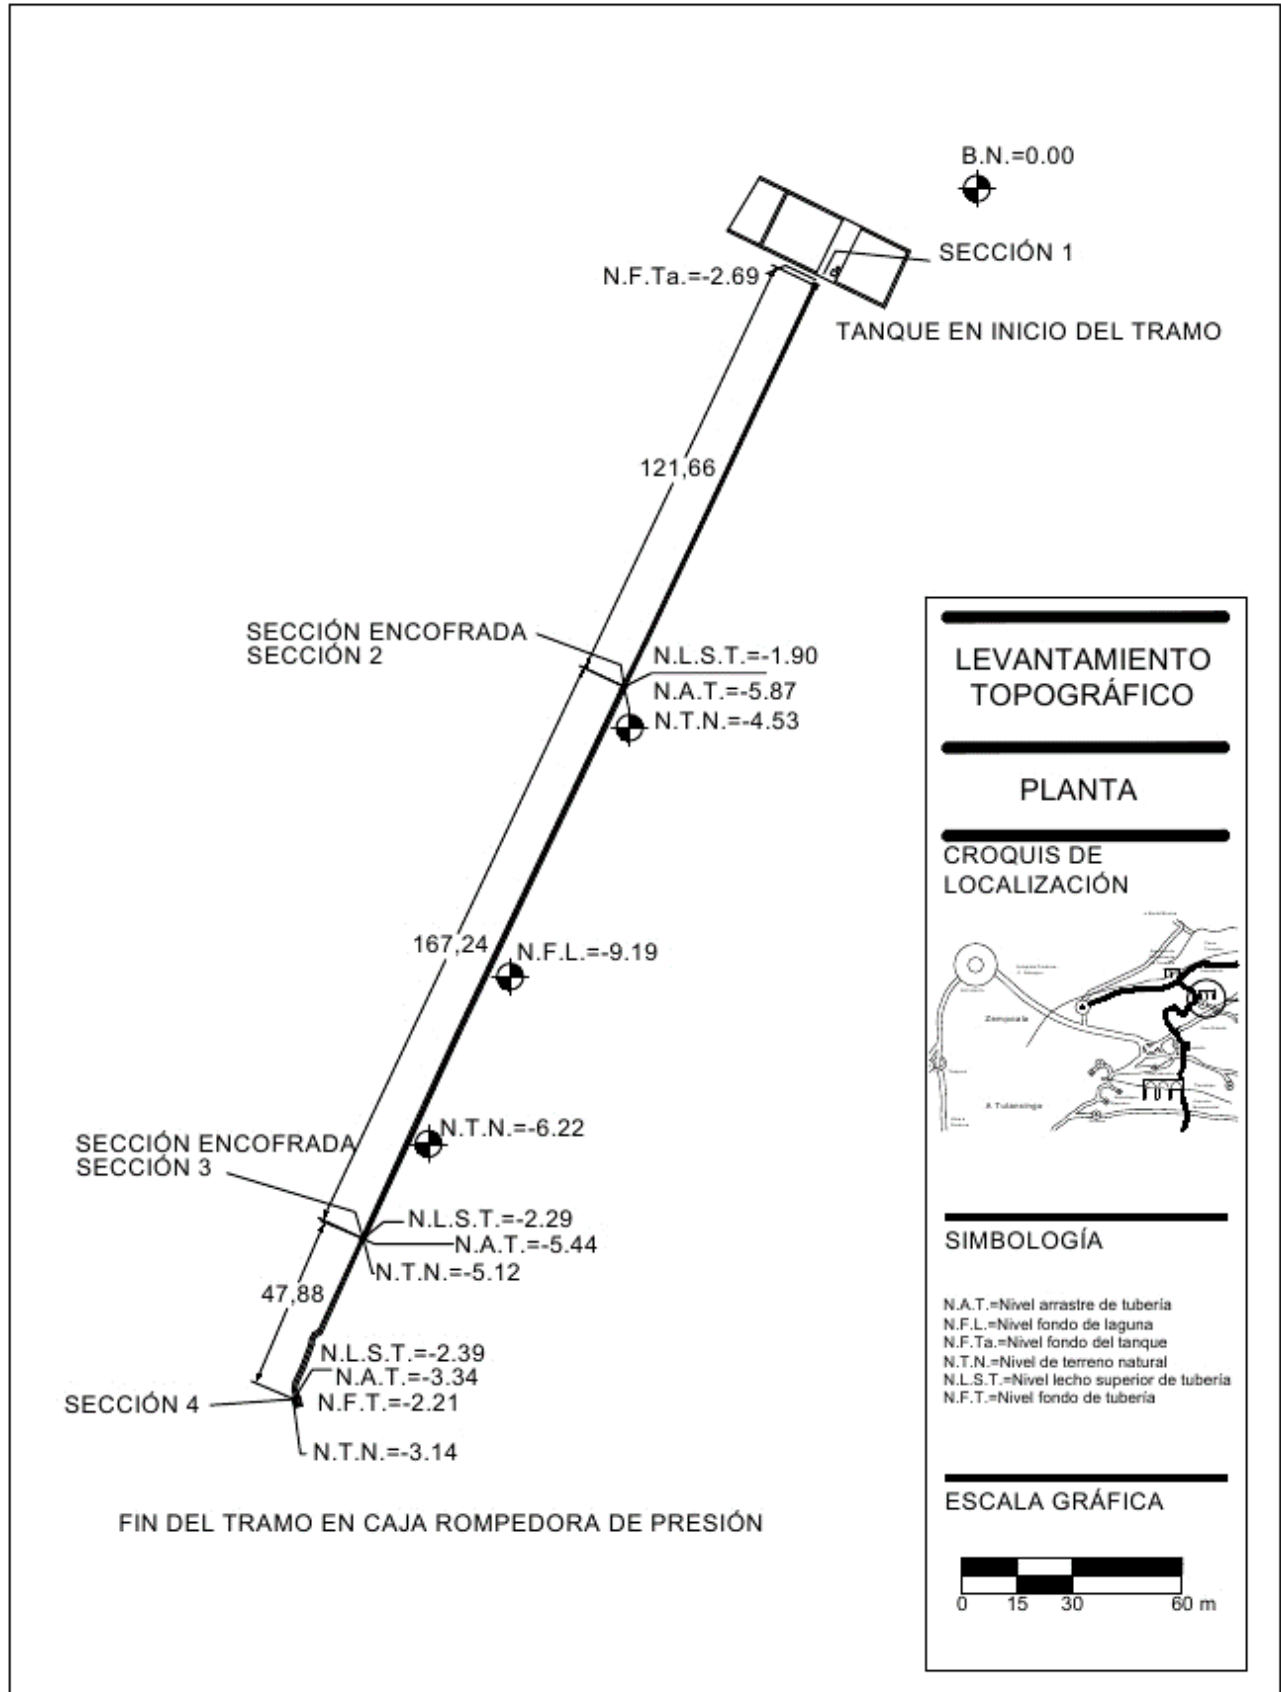 B.N.=0.00
SECCIÓN 1
N.F.Ta.=-2.69
TANQUE EN INICIO DEL TRAMO
121,66
SECCIÓN ENCOFRADA
SECCIÓN 2
N.L.S.T.=-1.90
N.A.T.=-5.87
N.T.N.=-4.53
167,24
N.F.L.=-9.19
N.T.N.=-6.22
SECCIÓN ENCOFRADA
SECCIÓN 3
N.L.S.T.=-2.29
N.A.T.=-5.44
N.T.N.=-5.12
47,88
N.L.S.T.=-2.39
N.A.T.=-3.34
N.F.T.=-2.21
SECCIÓN 4
N.T.N.=-3.14
FIN DEL TRAMO EN CAJA ROMPEDORA DE PRESIÓN
LEVANTAMIENTO
TOPOGRÁFICO
PLANTA
CROQUIS DE
LOCALIZACIÓN
Zempoala
A Tulancingo
SIMBOLOGÍA
N.A.T.=Nivel arrastre de tubería
N.F.L.=Nivel fondo de laguna
N.F.Ta.=Nivel fondo del tanque
N.T.N.=Nivel de terreno natural
N.L.S.T.=Nivel lecho superior de tubería
N.F.T.=Nivel fondo de tubería
ESCALA GRÁFICA
0 15 30 60 m